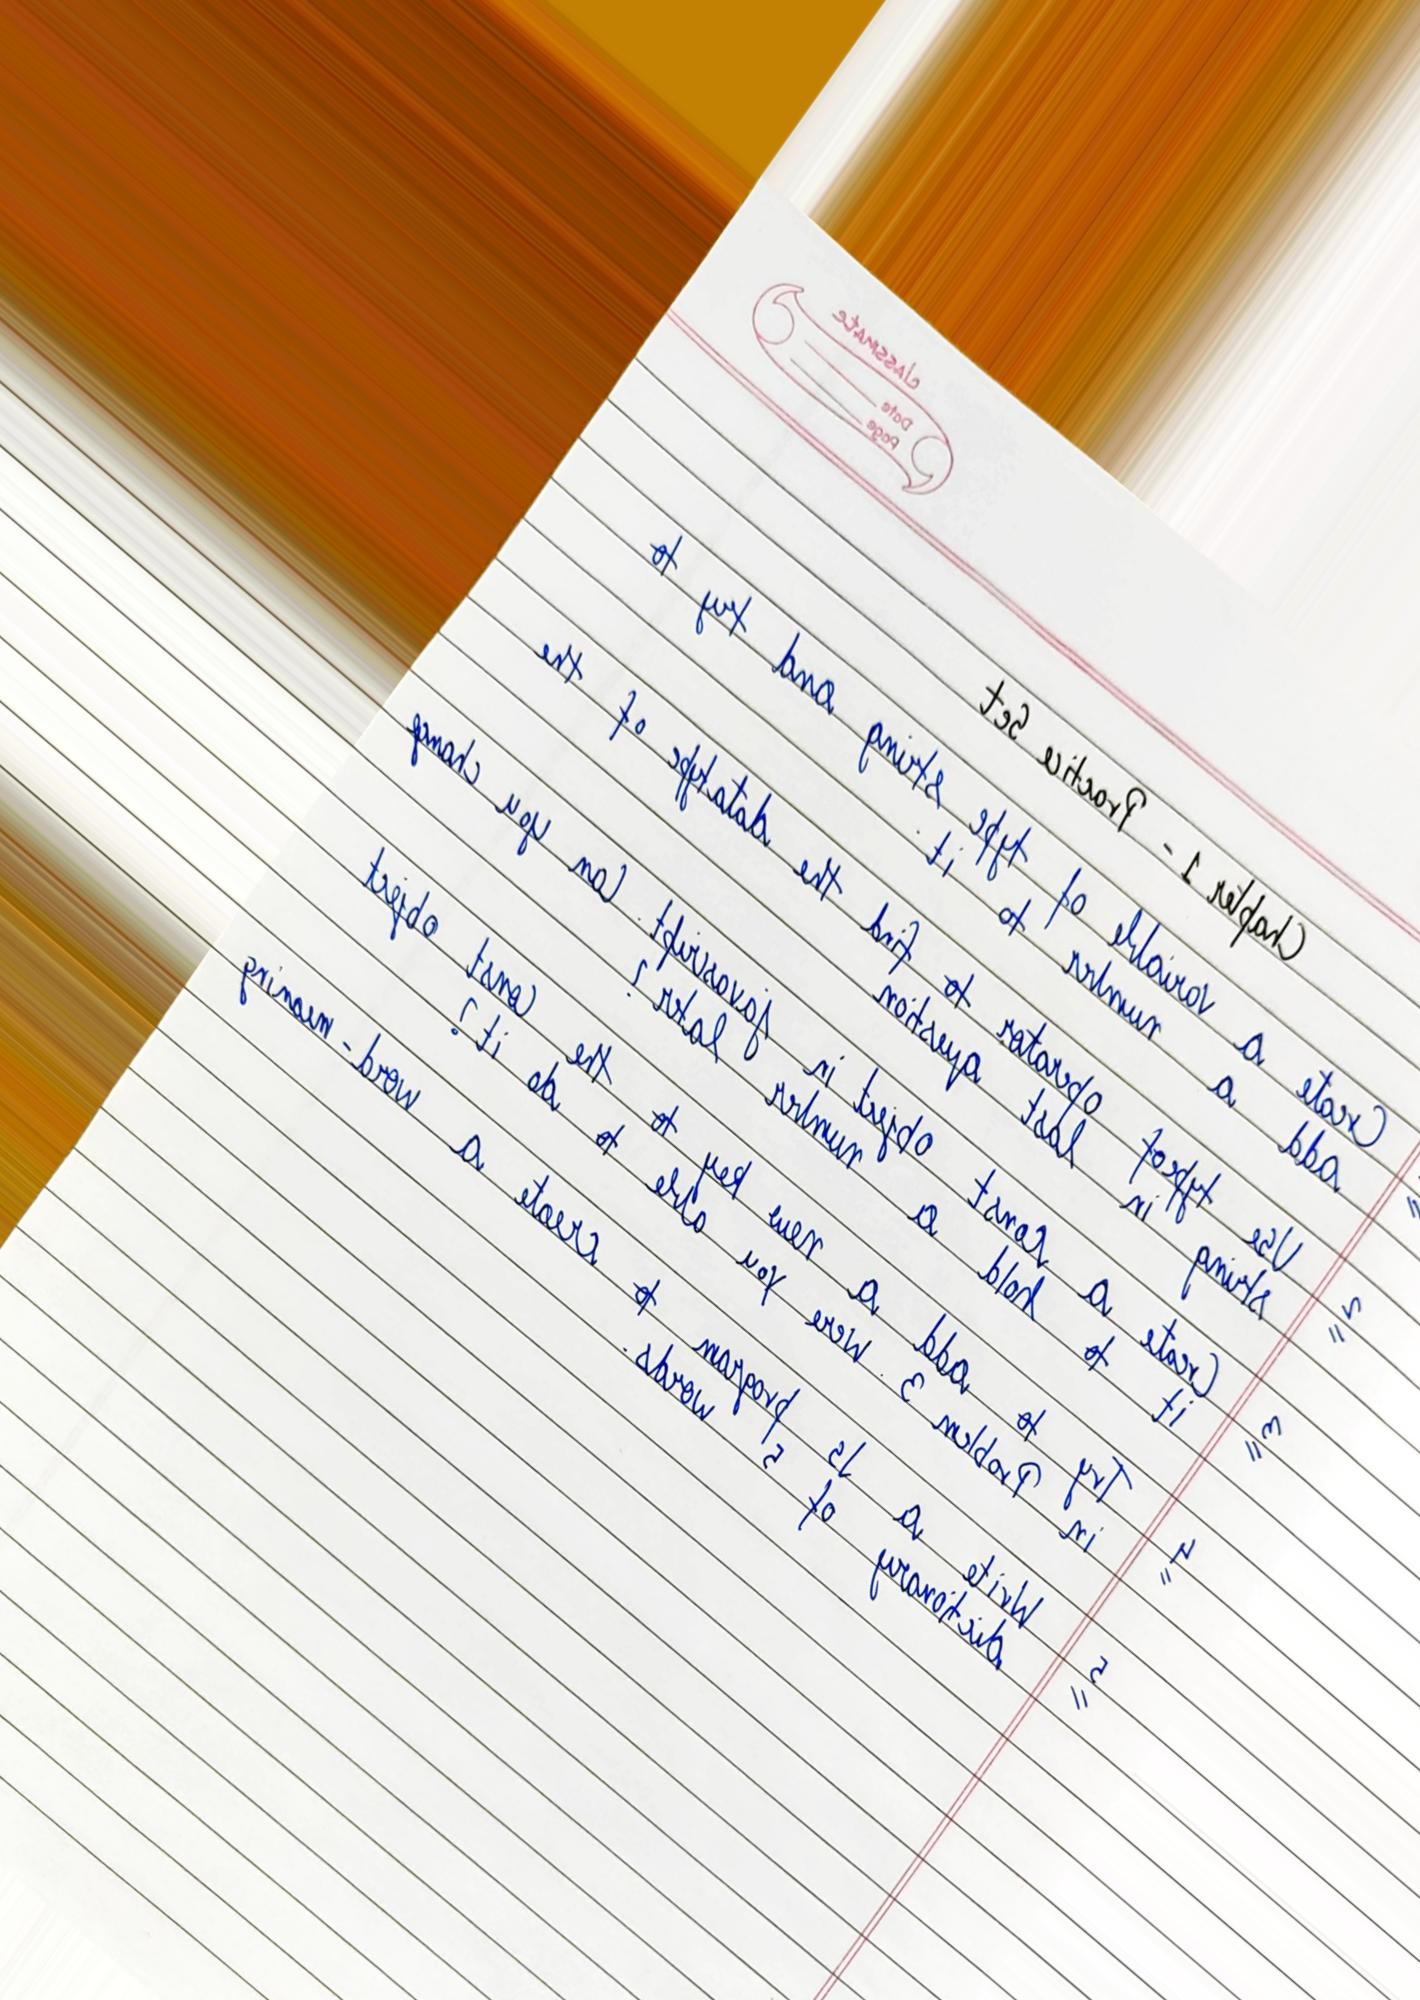 classmate
Date
Page
Chapter 1 - Practice Set
Create a variable of type string and try to
add a number to it.
2 Use typeof operator to find the datatype of the
string in last question
3 Create a const object in javascript. Can you change
it to hold a number later?
4 Try to add a new key to the const object
in Problem 3. Were you able to do it?
5 Write a JS program to create a word-meaning
dictionary of 5 words.